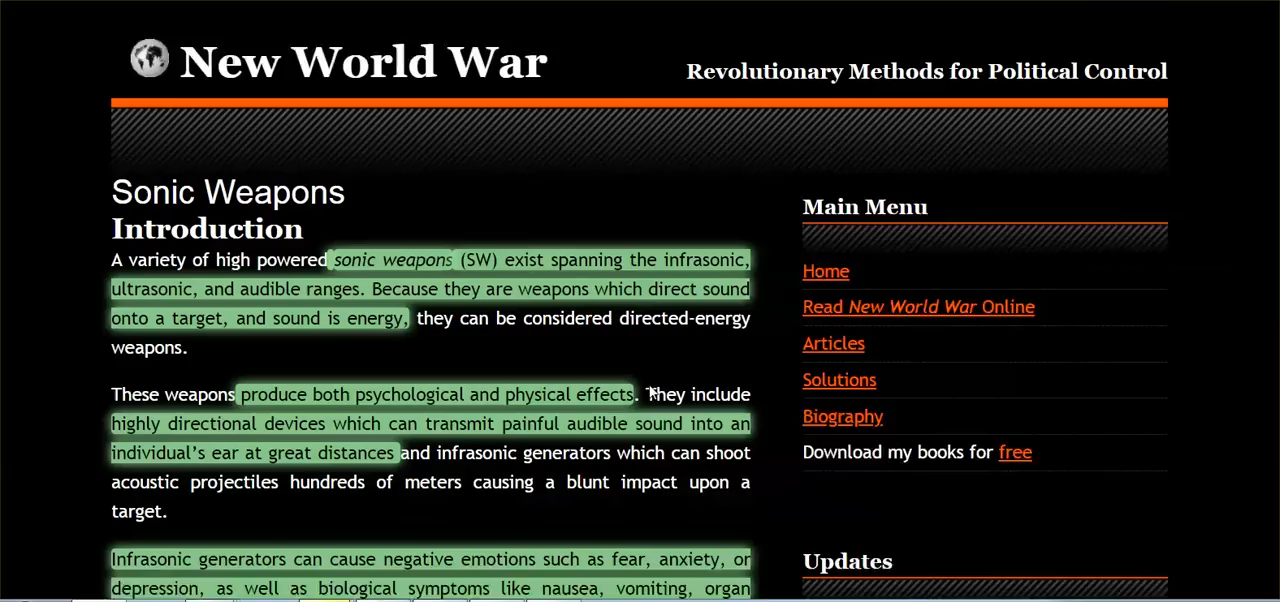 New World War
Revolutionary Methods for Political Control
Sonic Weapons
Introduction
A variety of high powered sonic weapons (SW) exist spanning the infrasonic,
ultrasonic, and audible ranges. Because they are weapons which direct sound
onto a target, and sound is energy, they can be considered directed-energy
weapons.
These weapons produce both psychological and physical effects. They include
highly directional devices which can transmit painful audible sound into an
individual’s ear at great distances and infrasonic generators which can shoot
acoustic projectiles hundreds of meters causing a blunt impact upon a
target.
Infrasonic generators can cause negative emotions such as fear, anxiety, or
depression, as well as biological symptoms like nausea, vomiting, organ
Main Menu
Home
Read New World War Online
Articles
Solutions
Biography
Download my books for free
Updates